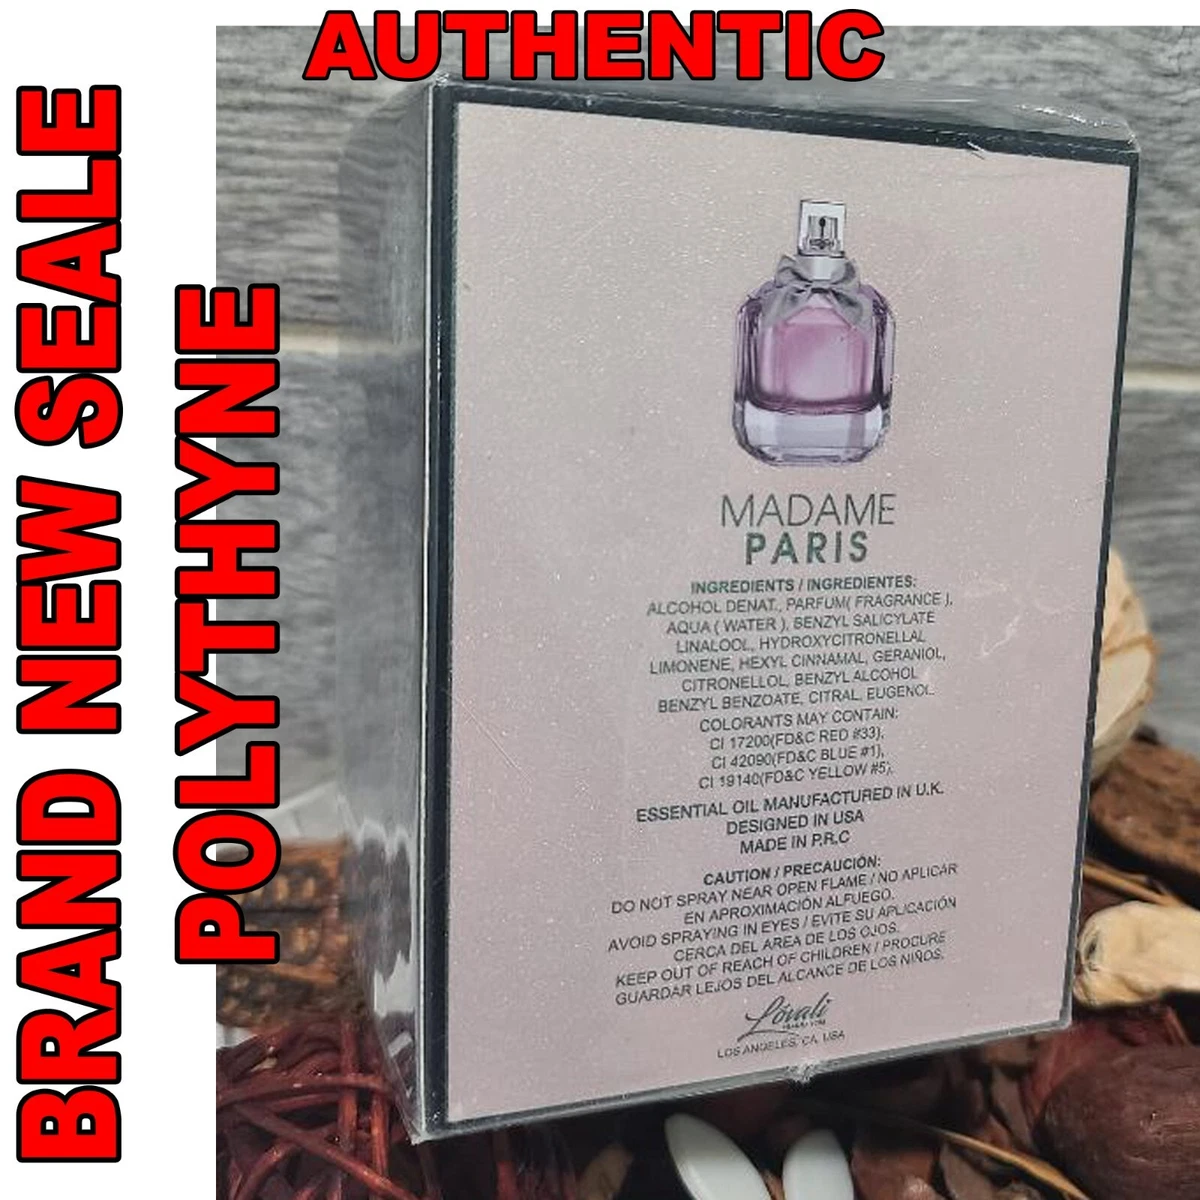 AUTHENTIC
BRAND NEW SEALE
POLYTHYNE
MADAME
PARIS
INGREDIENTS / INGREDIENTES:
ALCOHOL DENAT., PARFUM( FRAGRANCE ),
AQUA ( WATER ), BENZYL SALICYLATE
LINALOOL, HYDROXYCITRONELLAL
LIMONENE, HEXYL CINNAMAL, GERANIOL,
CITRONELLOL, BENZYL ALCOHOL
BENZYL BENZOATE, CITRAL, EUGENOL.
COLORANTS MAY CONTAIN:
CI 17200(FD&C RED #33),
CI 42090(FD&C BLUE #1),
CI 19140(FD&C YELLOW #5),
ESSENTIAL OIL MANUFACTURED IN U.K.
DESIGNED IN USA
MADE IN P.R.C
CAUTION / PRECAUCIÓN:
DO NOT SPRAY NEAR OPEN FLAME / NO APLICAR
EN APROXIMACIÓN ALFUEGO.
AVOID SPRAYING IN EYES / EVITE SU APLICACIÓN
CERCA DEL AREA DE LOS OJOS.
KEEP OUT OF REACH OF CHILDREN / PROCURE
GUARDAR LEJOS DEL ALCANCE DE LOS NIÑOS.
Lóvali
LOS ANGELES, CA, USA